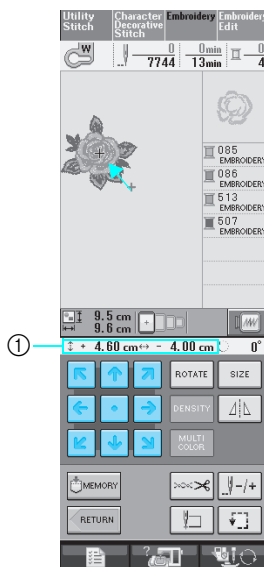 Utility Stitch
Character Decorative Stitch
Embroidery
Embroidery Edit
W
0
7744
0min
13min
0
4
085
EMBROIDERY
086
EMBROIDERY
513
EMBROIDERY
507
EMBROIDERY
9.5 cm
9.6 cm
1
+ 4.60 cm
- 4.00 cm
0°
ROTATE
SIZE
DENSITY
MULTI COLOR
MEMORY
-/+
RETURN
?